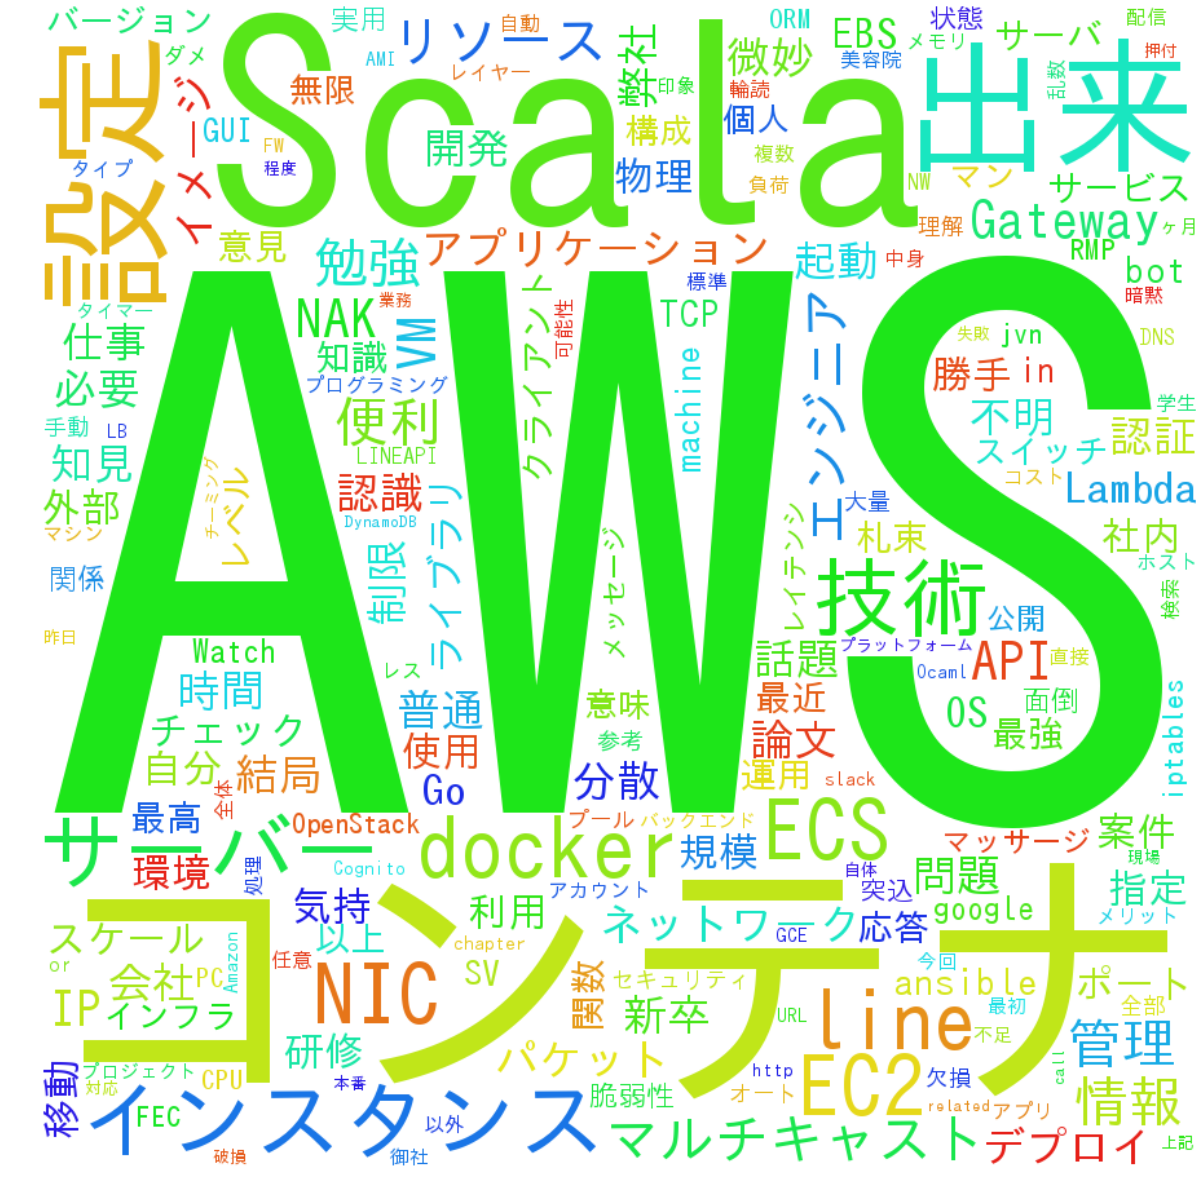 バージョン
実用
自動
リソース
ORM
EBS
状態
サーバ
配信
ダメ
AMI
レイヤー
弊社
印象
微妙
美容院
メモリ
押付
設定
イメージ
GUI
無限
Scala
輪読
乱数
出来
FW
開発
構成
個人
タイプ
程度
物理
複数
負荷
NW
マン
サービス
意見
勉強
アプリケーション
起動
中身
理解
Gateway
ヶ月
RMP
bot
標準
暗黙
タイマー
業務
NAK
VM
クライアント
可能性
TCP
エンジニア
失敗
jvn
DNS
仕事
知識
machine
勝手
in
必要
プログラミング
便利
不明
学生
手動
LB
LINEAPI
スイッチ
認証
知見
チーミング
レベル
認識
コスト
Lambda
外部
DynamoDB
ライブラリ
大量
マシン
AWS
メッセージ
レイテンシ
札束
社内
関係
制限
技術
ホスト
検索
公開
昨日
Watch
レス
話題
プラットフォーム
API
直接
時間
Ocaml
普通
意味
最近
OS
面倒
iptables
チェック
使用
参考
論文
最強
自分
結局
Go
分散
運用
slack
全体
最高
OpenStack
プール
バックエンド
ECS
マッサージ
案件
サーバー
docker
規模
現場
環境
処理
Cognito
自体
問題
アカウント
突込
指定
気持
利用
ネットワーク
応答
google
メリット
コンテナ
スケール
以上
chapter
GCE
or
Amazon
任意
今回
会社
PC
NIC
SV
関数
セキュリティ
ansible
ポート
IP
インフラ
新卒
URL
line
最初
全部
不足
研修
パケット
管理
移動
プロジェクト
対応
CPU
本番
http
欠損
call
インスタンス
脆弱性
オート
EC2
情報
FEC
related
アプリ
以外
マルチキャスト
デプロイ
上記
破損
御社